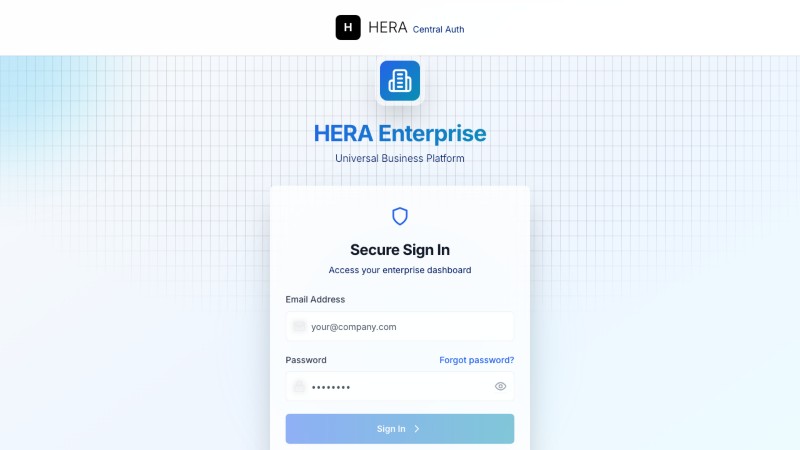 H HERA Central Auth
HERA Enterprise
Universal Business Platform
Secure Sign In
Access your enterprise dashboard
Email Address
your@company.com
Password Forgot password?
••••••••
Sign In